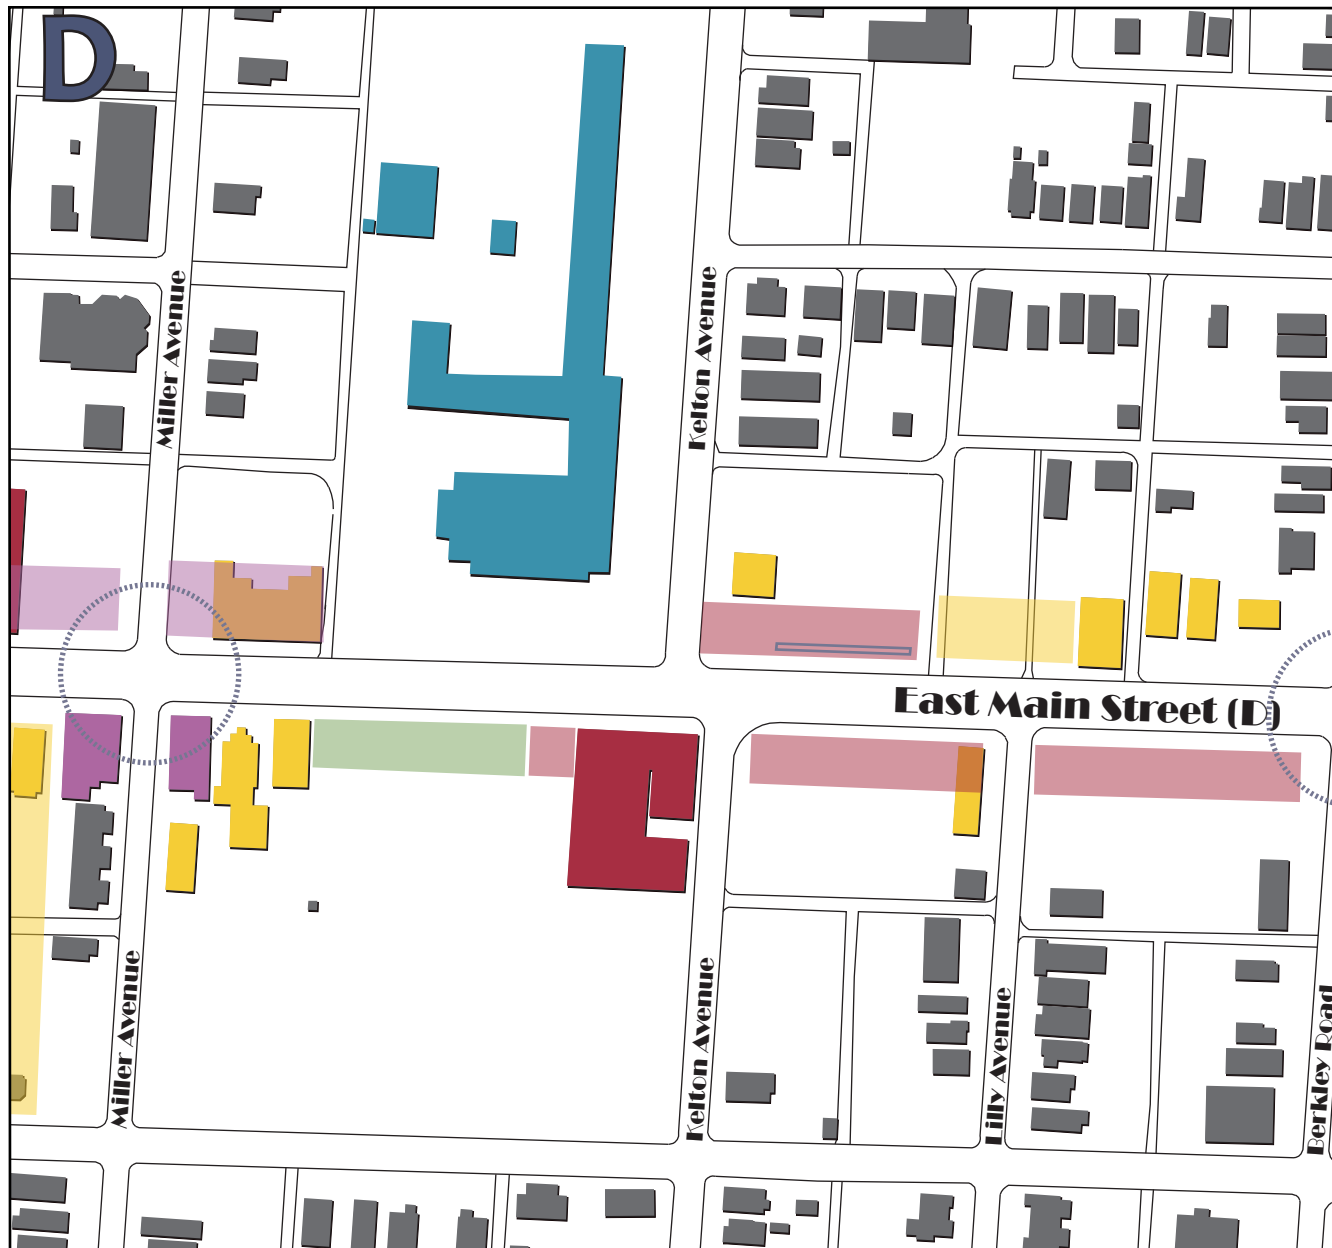 D
Miller Avenue
Kelton Avenue
East Main Street (D)
Miller Avenue
Kelton Avenue
Lilly Avenue
Berkley Road